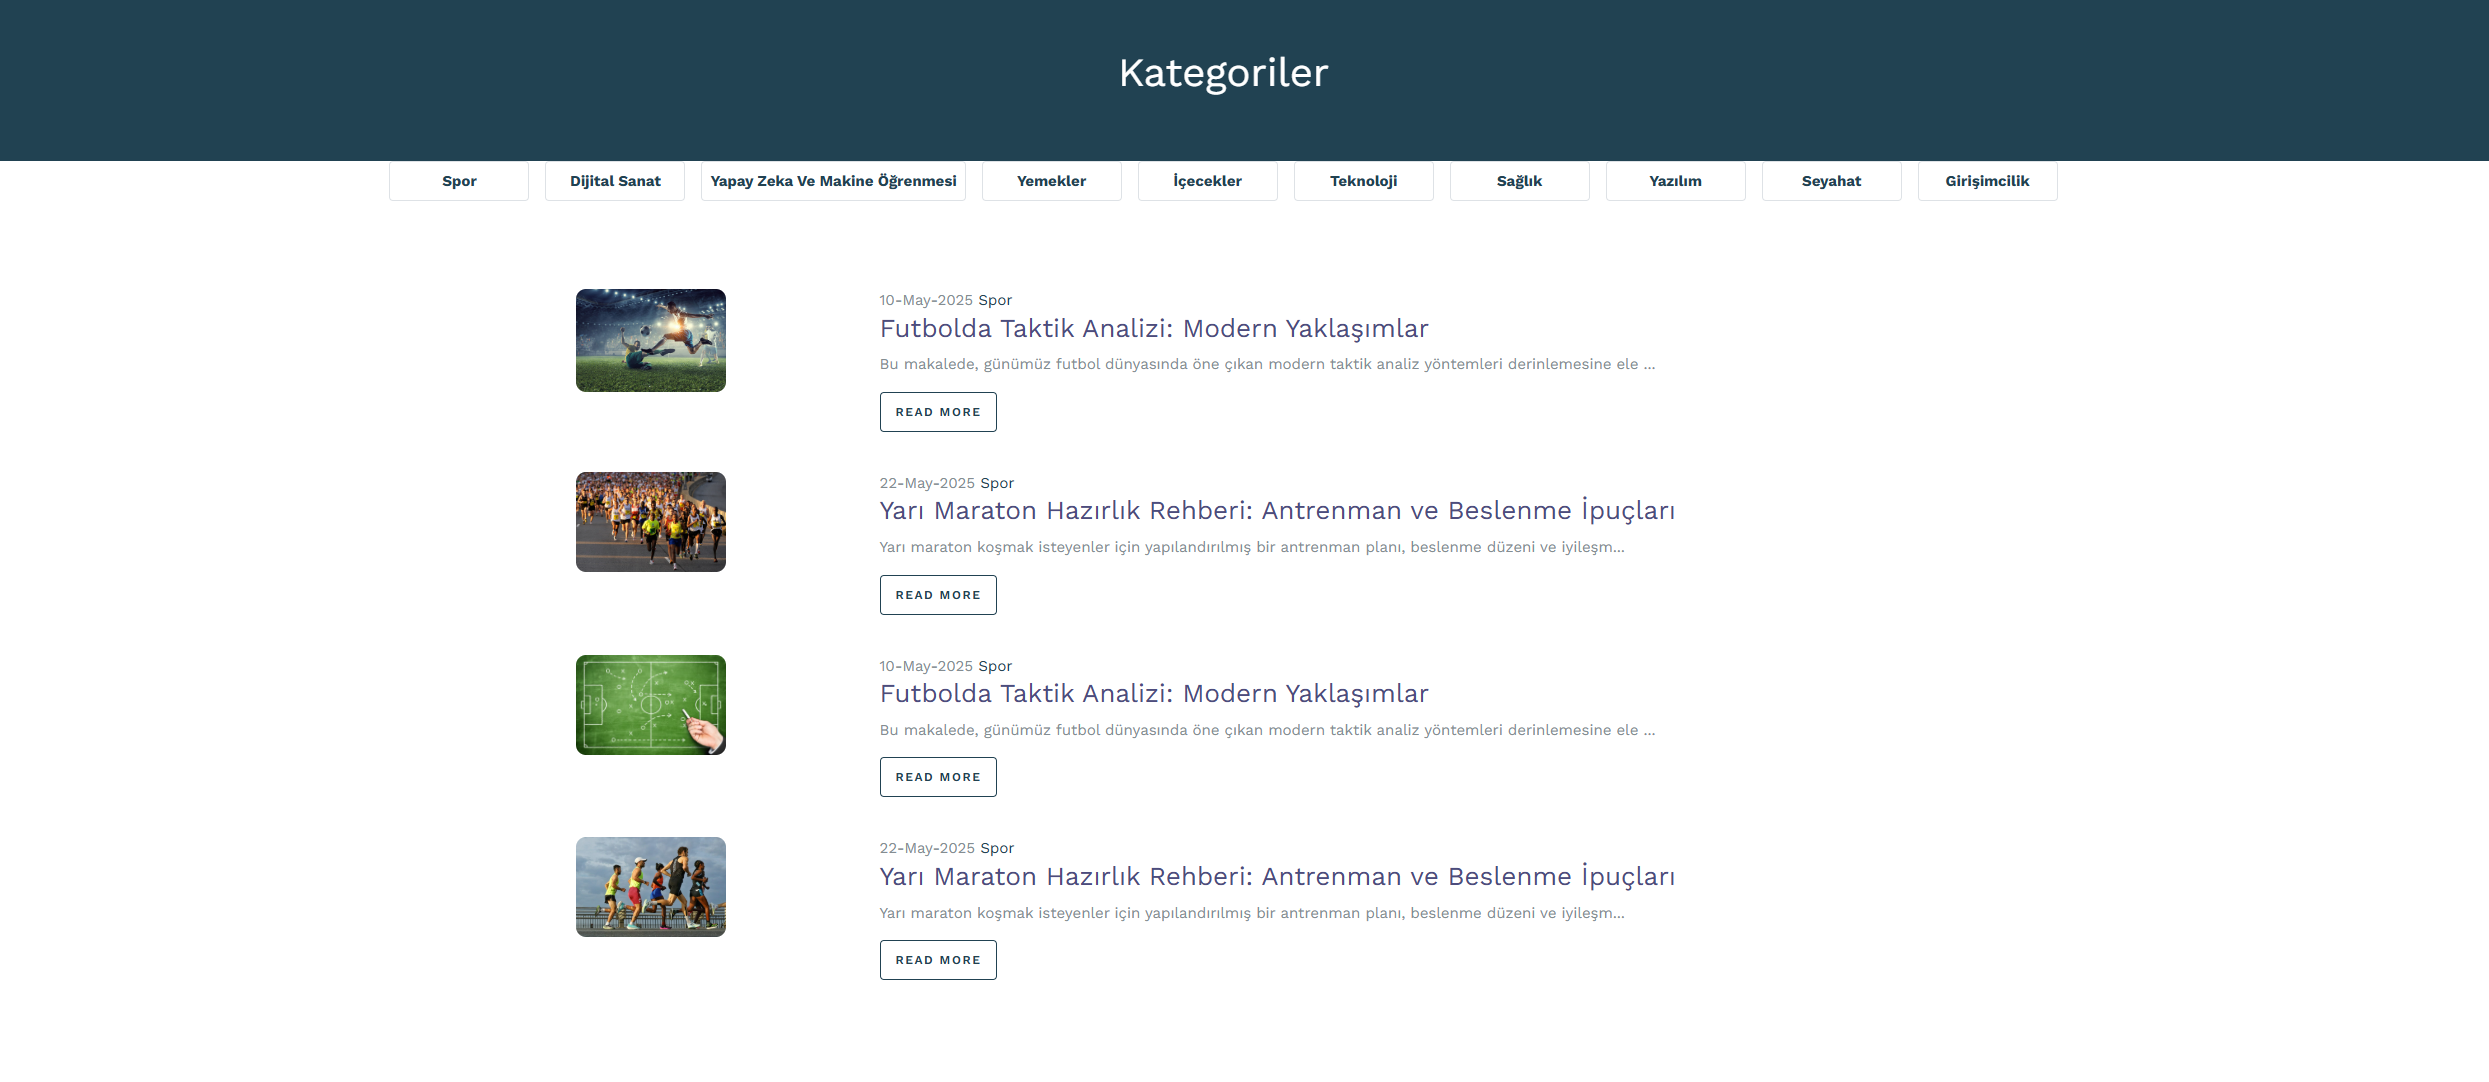 Kategoriler
Spor
Dijital Sanat
Yapay Zeka Ve Makine Öğrenmesi
Yemekler
İçecekler
Teknoloji
Sağlık
Yazılım
Seyahat
Girişimcilik
10-May-2025 Spor
Futbolda Taktik Analizi: Modern Yaklaşımlar
Bu makalede, günümüz futbol dünyasında öne çıkan modern taktik analiz yöntemleri derinlemesine ele ...
READ MORE
22-May-2025 Spor
Yarı Maraton Hazırlık Rehberi: Antrenman ve Beslenme İpuçları
Yarı maraton koşmak isteyenler için yapılandırılmış bir antrenman planı, beslenme düzeni ve iyileşm...
READ MORE
10-May-2025 Spor
Futbolda Taktik Analizi: Modern Yaklaşımlar
Bu makalede, günümüz futbol dünyasında öne çıkan modern taktik analiz yöntemleri derinlemesine ele ...
READ MORE
22-May-2025 Spor
Yarı Maraton Hazırlık Rehberi: Antrenman ve Beslenme İpuçları
Yarı maraton koşmak isteyenler için yapılandırılmış bir antrenman planı, beslenme düzeni ve iyileşm...
READ MORE